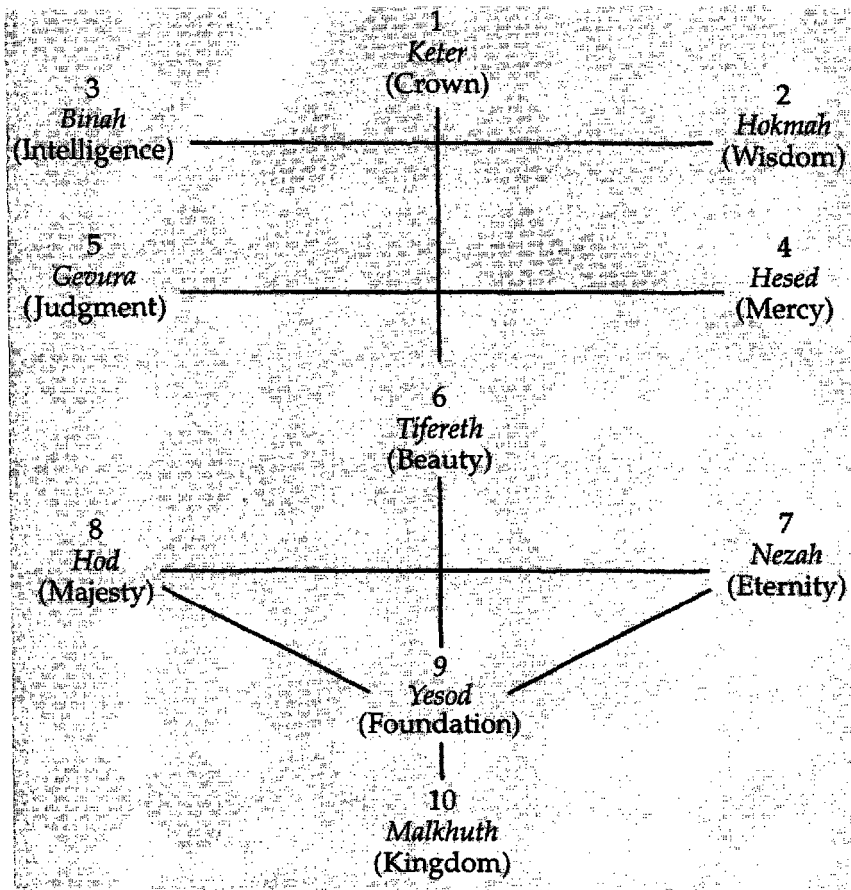 1
Keter
(Crown)
3
Binah
(Intelligence)
2
Hokmah
(Wisdom)
5
Gevura
(Judgment)
4
Hesed
(Mercy)
6
Tifereth
(Beauty)
8
Hod
(Majesty)
7
Nezah
(Eternity)
9
Yesod
(Foundation)
10
Malkhuth
(Kingdom)